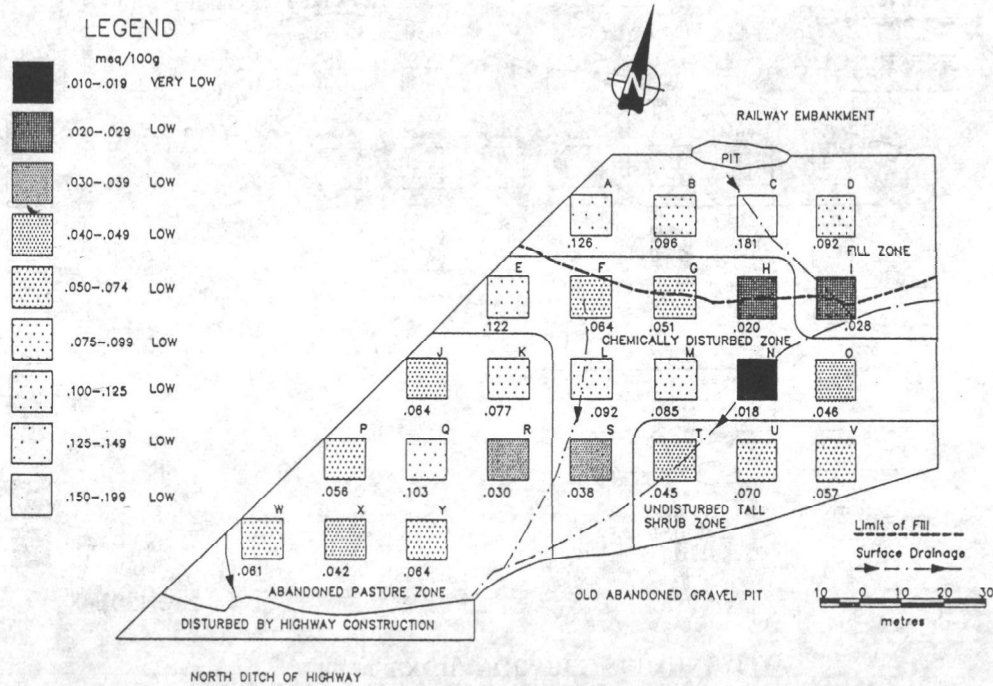 LEGEND
meq/100g
.010-.019 VERY LOW
.020-.029 LOW
.030-.039 LOW
.040-.049 LOW
.050-.074 LOW
.075-.099 LOW
.100-.125 LOW
.125-.149 LOW
.150-.199 LOW
N
RAILWAY EMBANKMENT
PIT
A B C D
.126 .096 .181 .092
FILL ZONE
E F G H I
.122 .064 .051 .020 .028
CHEMICALLY DISTURBED ZONE
J K L M N O
.064 .077 .092 .085 .018 .046
P Q R S T U V
.056 .103 .030 .038 .045 .070 .057
UNDISTURBED TALL
SHRUB ZONE
W X Y
.061 .042 .064
Limit of Fill
Surface Drainage
ABANDONED PASTURE ZONE
OLD ABANDONED GRAVEL PIT
10 0 10 20 30
metres
DISTURBED BY HIGHWAY CONSTRUCTION
NORTH DITCH OF HIGHWAY